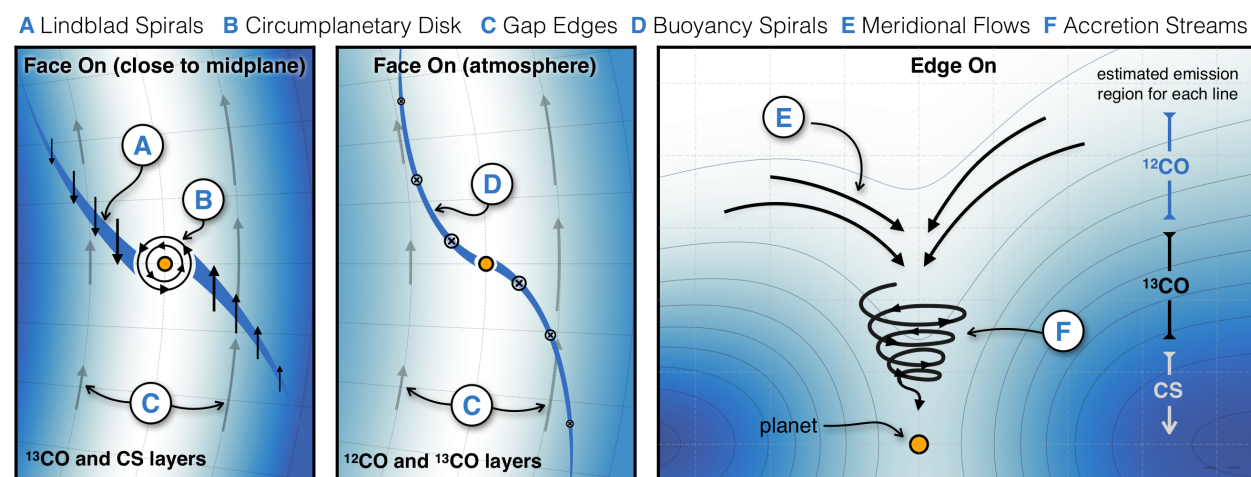 A Lindblad Spirals B Circumplanetary Disk C Gap Edges D Buoyancy Spirals E Meridional Flows F Accretion Streams
Face On (close to midplane)
A
B
C
¹³CO and CS layers
Face On (atmosphere)
D
C
¹²CO and ¹³CO layers
Edge On
estimated emission
region for each line
E
¹²CO
¹³CO
F
CS
planet